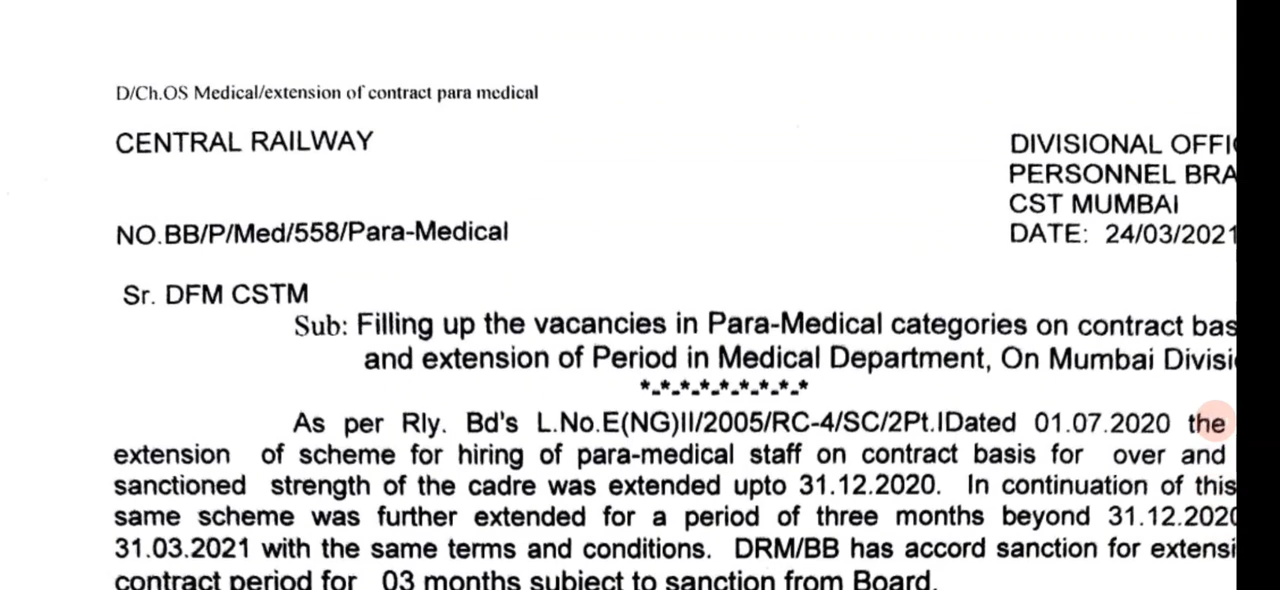 D/Ch.OS Medical/extension of contract para medical
CENTRAL RAILWAY
DIVISIONAL
PERSONNEL
CST MUMBAI
NO.BB/P/Med/558/Para-Medical
DATE: 24/03/2021
Sr. DFM CSTM
Sub: Filling up the vacancies in Para-Medical categories on contract
and extension of Period in Medical Department, On Mumbai
*-*-*-*-*-*-*-*-*
As per Rly. Bd's L.No.E(NG)II/2005/RC-4/SC/2Pt.IDated 01.07.2020 the
extension of scheme for hiring of para-medical staff on contract basis for over and
sanctioned strength of the cadre was extended upto 31.12.2020. In continuation of this
same scheme was further extended for a period of three months beyond 31.12.2020
31.03.2021 with the same terms and conditions. DRM/BB has accord sanction for
contract period for 03 months subject to sanction from Board.